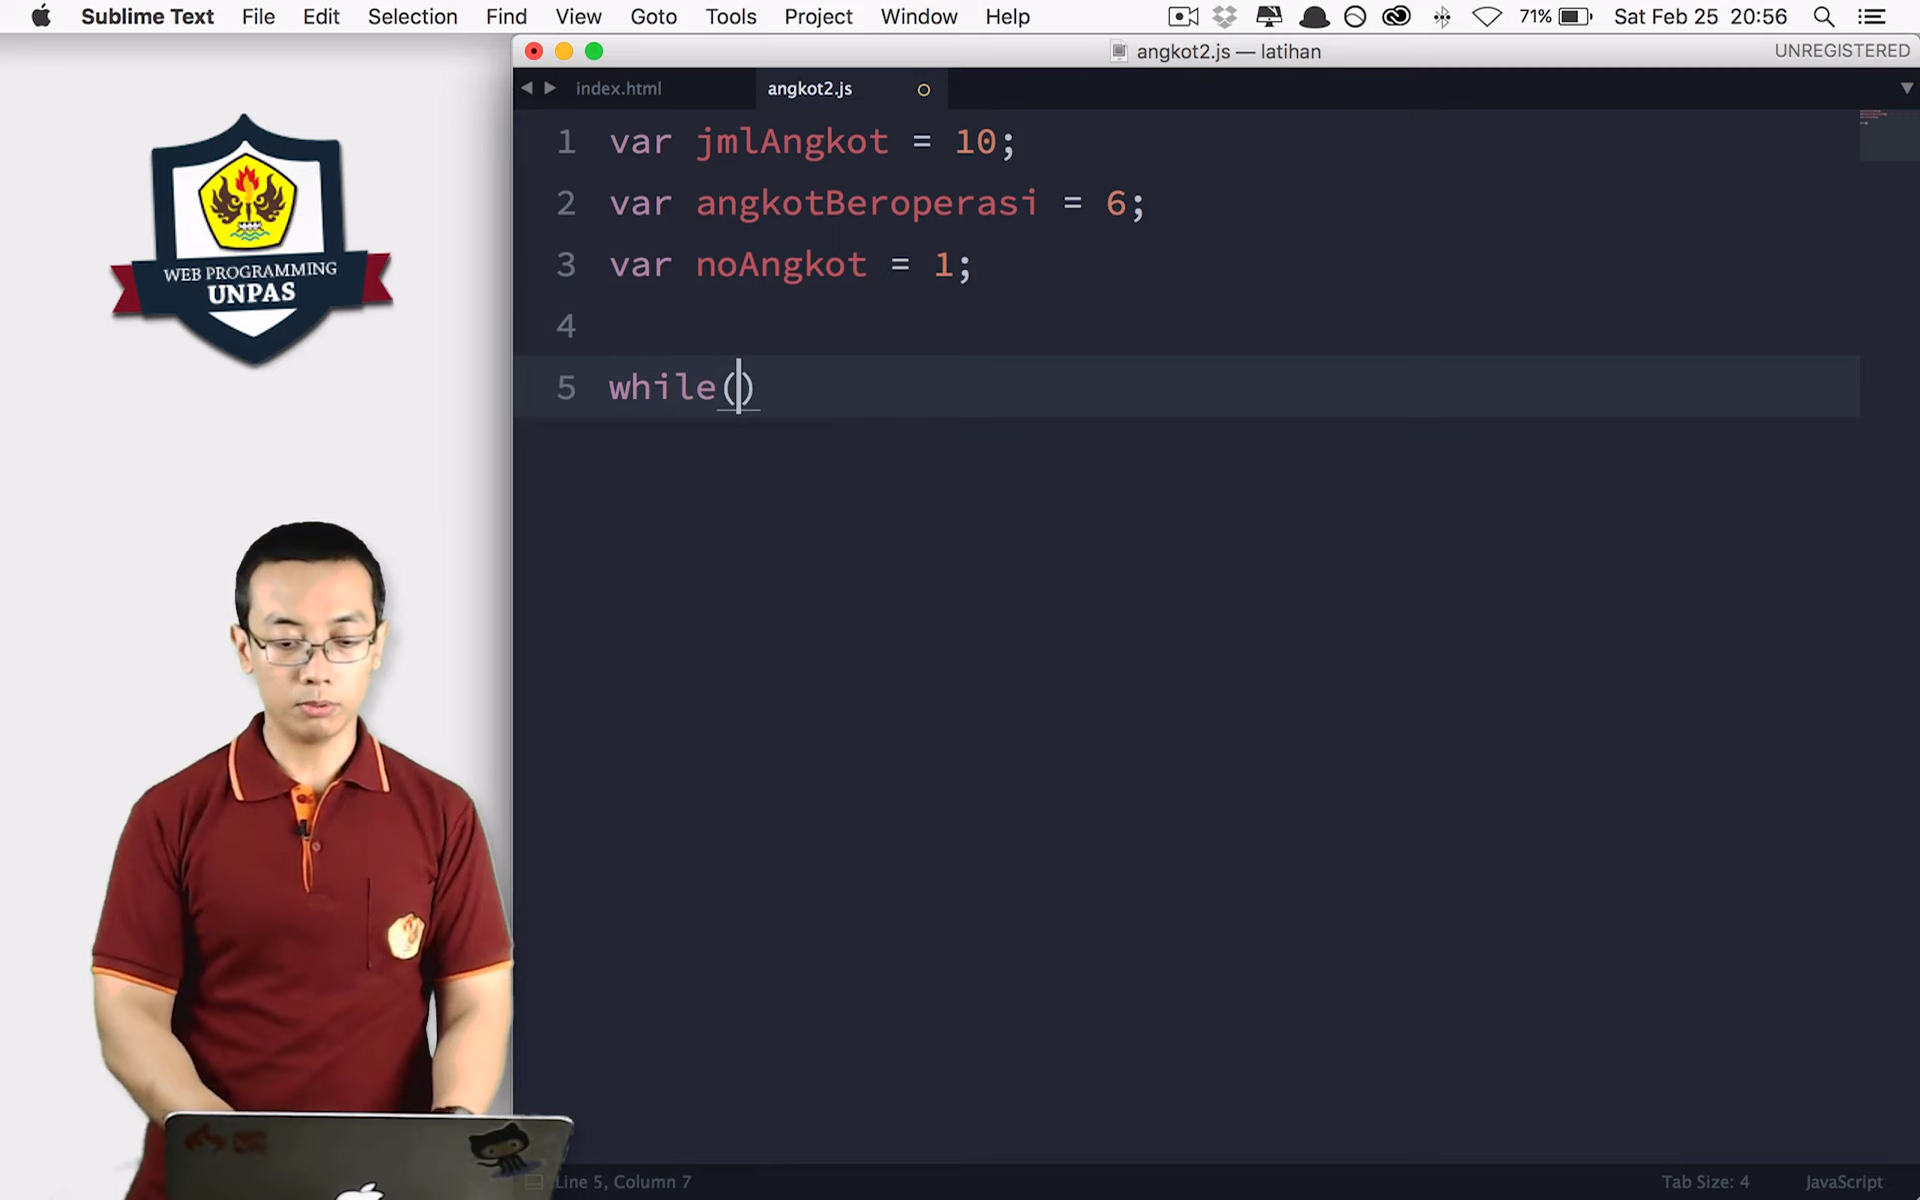 Sublime Text File Edit Selection Find View Goto Tools Project Window Help 71% Sat Feb 25 20:56
angkot2.js — latihan UNREGISTERED
index.html angkot2.js
1 var jmlAngkot = 10;
2 var angkotBeroperasi = 6;
3 var noAngkot = 1;
4
5 while()
WEB PROGRAMMING
UNPAS
Line 5, Column 7 Tab Size: 4 JavaScript